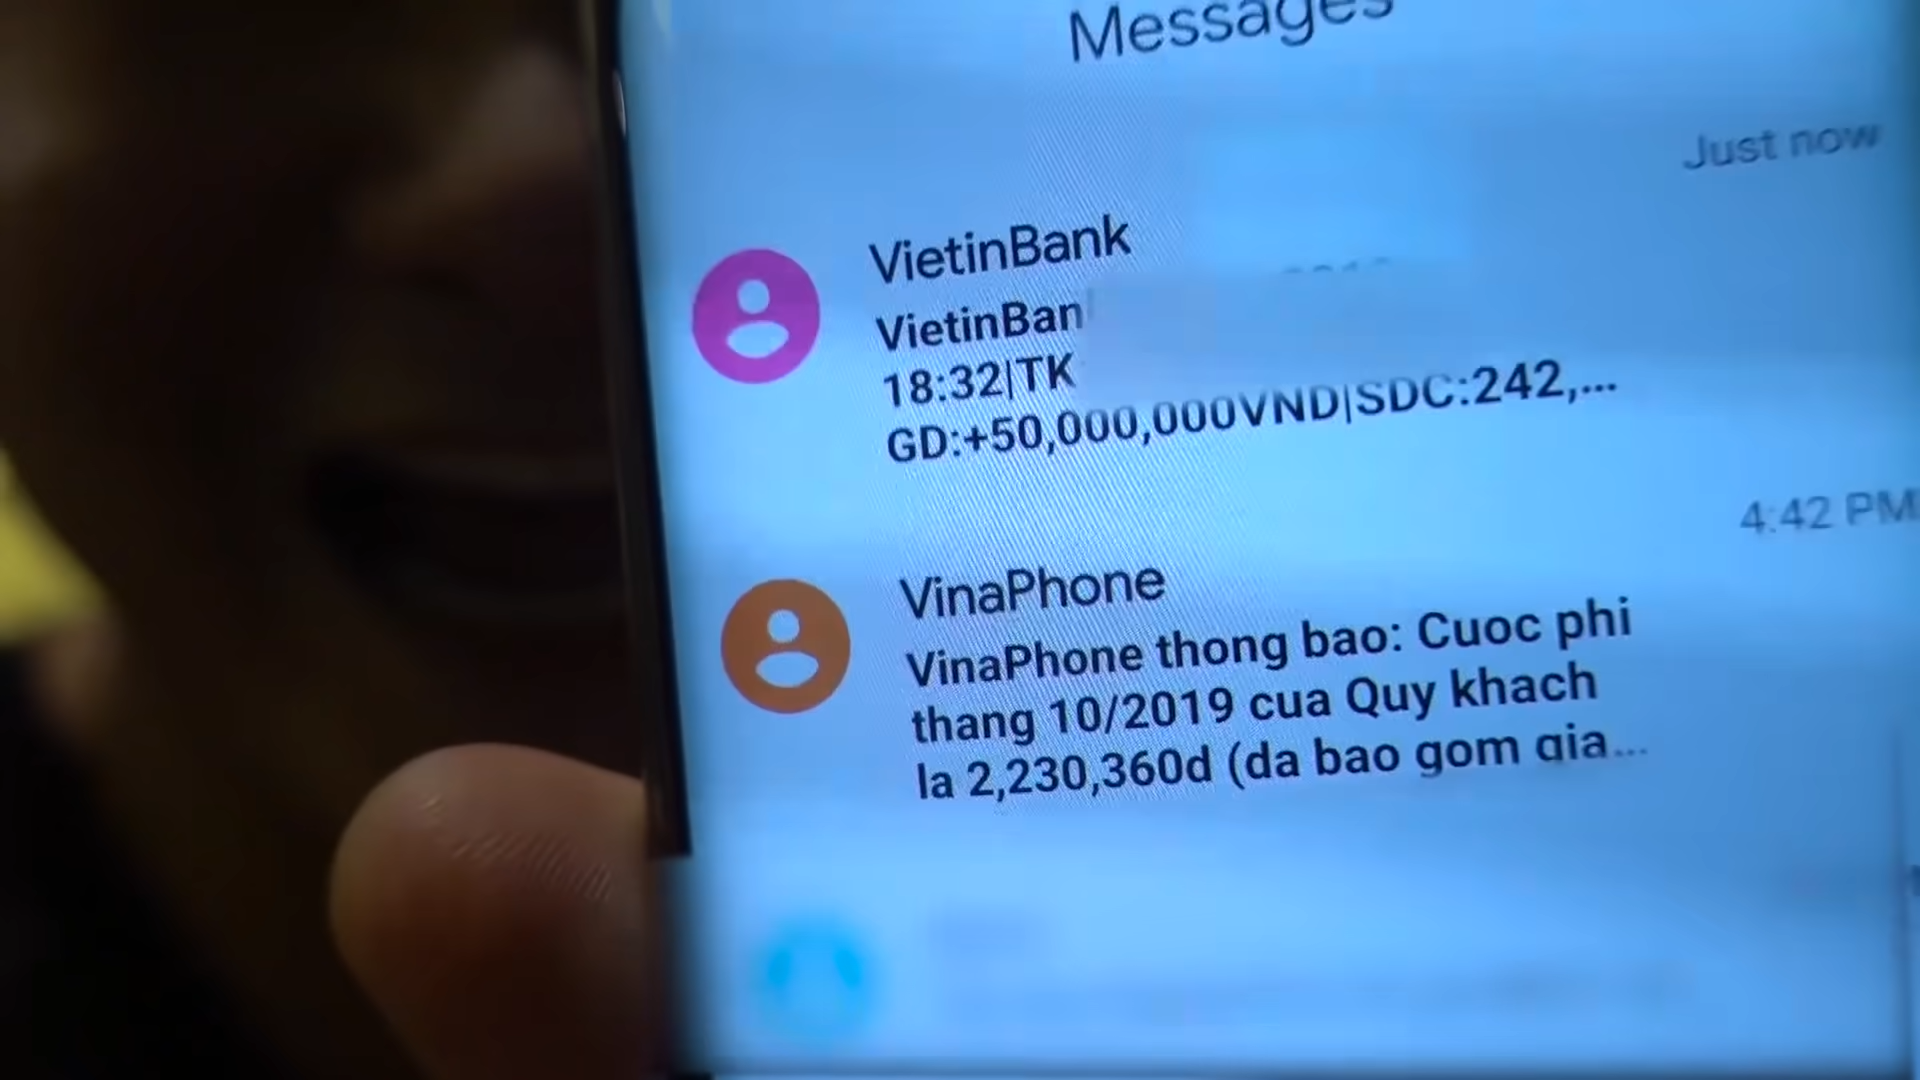 Messages
Just now
VietinBank
VietinBan
18:32|TK
GD:+50,000,000VND|SDC:242,...
4:42 PM
VinaPhone
VinaPhone thong bao: Cuoc phi
thang 10/2019 cua Quy khach
la 2,230,360d (da bao gom gia...